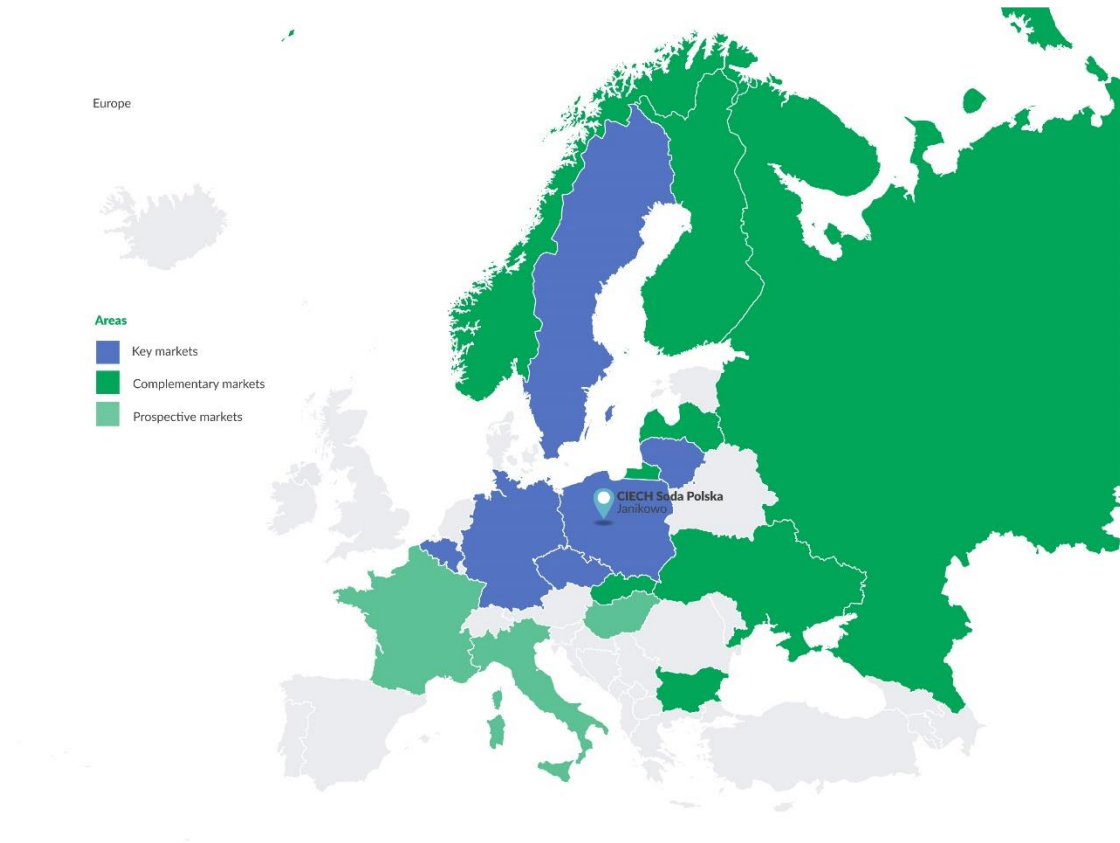 Europe
Areas
Key markets
Complementary markets
Prospective markets
CIECH Soda Polska
Janikowo